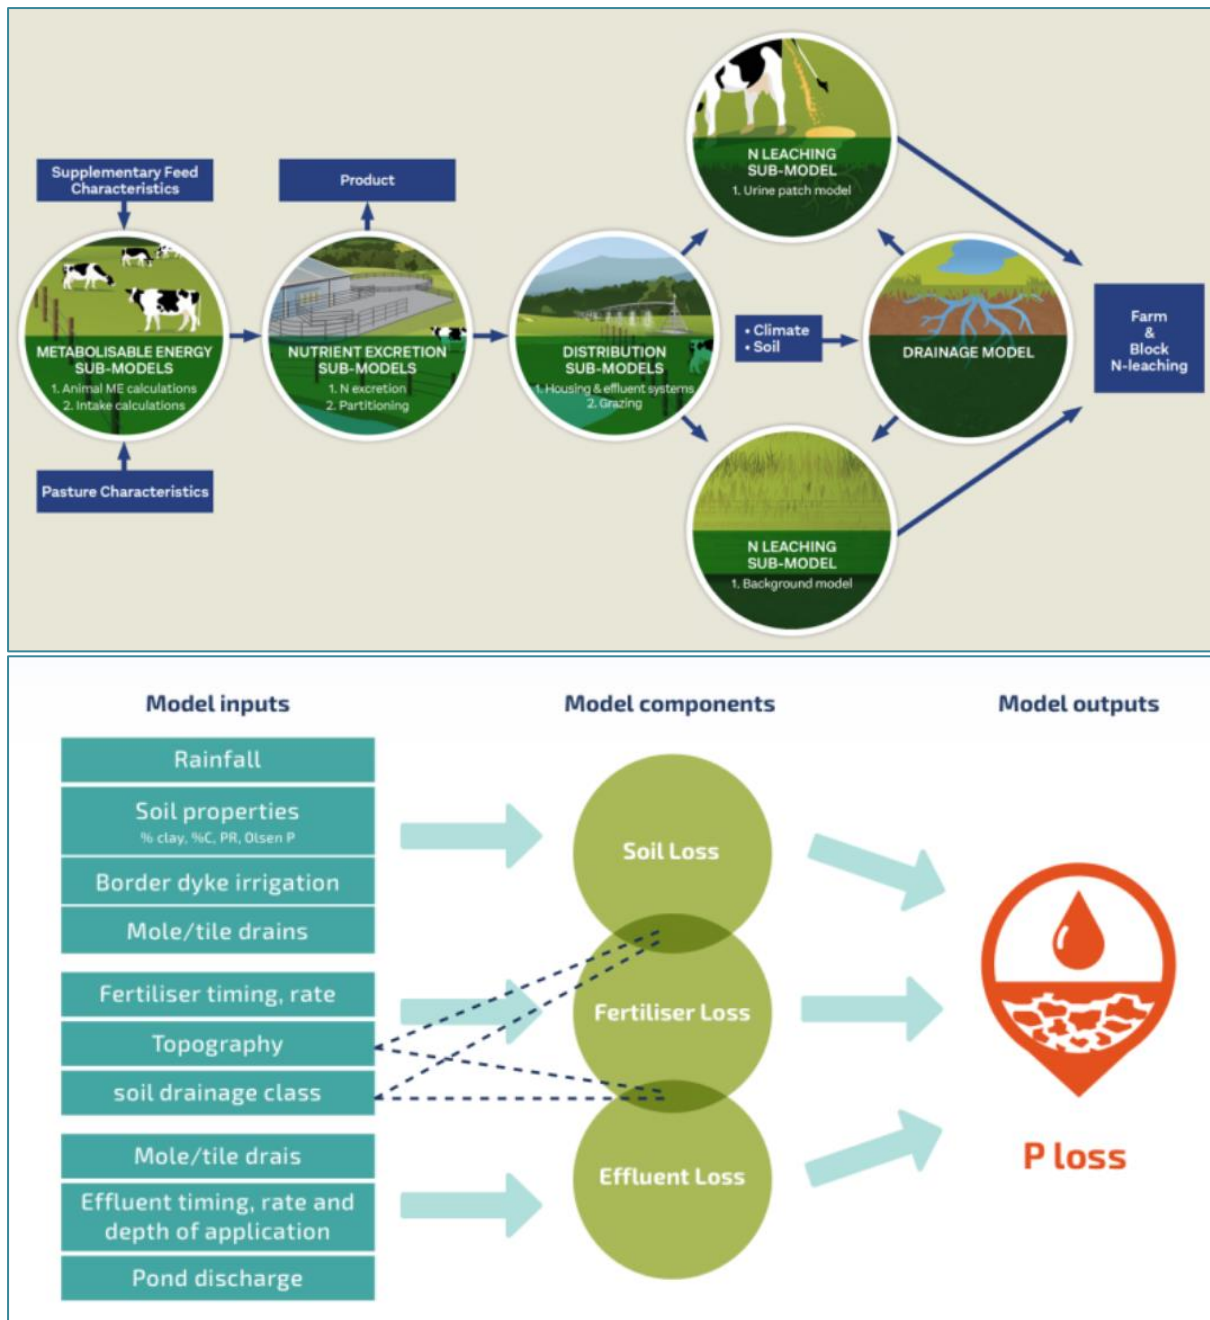 Supplementary Feed
Characteristics
Product
METABOLISABLE ENERGY
SUB-MODELS
1. Animal ME calculations
2. Intake calculations
Pasture Characteristics
NUTRIENT EXCRETION
SUB-MODELS
1. N excretion
2. Partitioning
DISTRIBUTION
SUB-MODELS
1. Housing & effluent systems
2. Grazing
N LEACHING
SUB-MODEL
1. Urine patch model
• Climate
• Soil
DRAINAGE MODEL
N LEACHING
SUB-MODEL
1. Background model
Farm
&
Block
N-leaching
Model inputs
Rainfall
Soil properties
% clay, %C, PR, Olsen P
Border dyke irrigation
Mole/tile drains
Fertiliser timing, rate
Topography
soil drainage class
Mole/tile drais
Effluent timing, rate and
depth of application
Pond discharge
Model components
Soil Loss
Fertiliser Loss
Effluent Loss
Model outputs
P loss